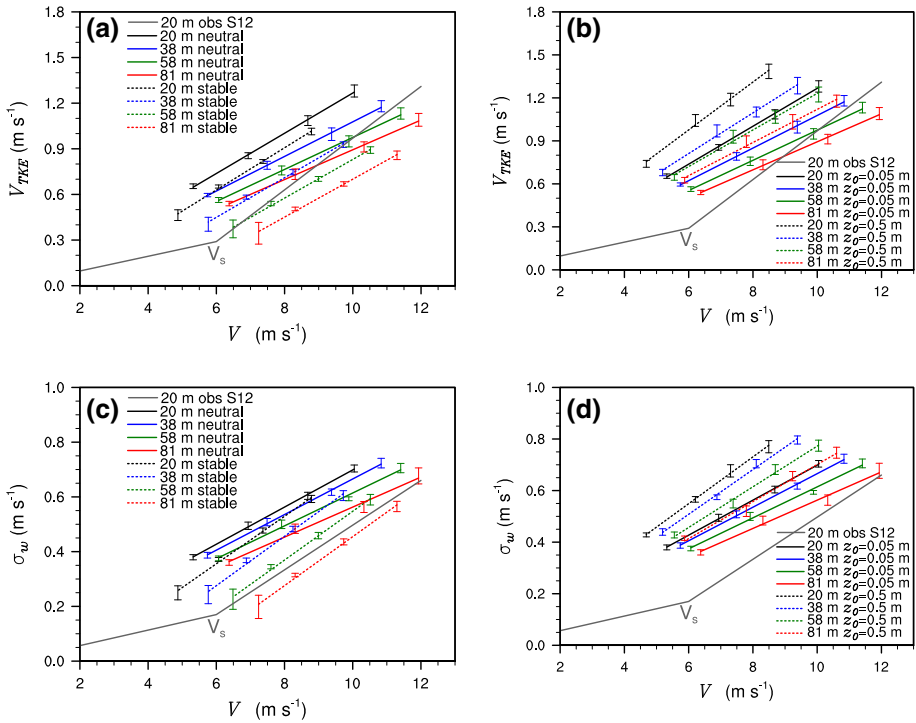 (a)
20 m obs S12
20 m neutral
38 m neutral
58 m neutral
81 m neutral
20 m stable
38 m stable
58 m stable
81 m stable
1.8
1.5
1.2
0.9
0.6
0.3
0.0
V_TKE (m s⁻¹)
V_s
2 4 6 8 10 12
V (m s⁻¹)
(b)
1.8
1.5
1.2
0.9
0.6
0.3
0.0
V_TKE (m s⁻¹)
V_s
20 m obs S12
20 m z₀=0.05 m
38 m z₀=0.05 m
58 m z₀=0.05 m
81 m z₀=0.05 m
20 m z₀=0.5 m
38 m z₀=0.5 m
58 m z₀=0.5 m
81 m z₀=0.5 m
2 4 6 8 10 12
V (m s⁻¹)
(c)
20 m obs S12
20 m neutral
38 m neutral
58 m neutral
81 m neutral
20 m stable
38 m stable
58 m stable
81 m stable
1.0
0.8
0.6
0.4
0.2
0.0
σ_w (m s⁻¹)
V_s
2 4 6 8 10 12
V (m s⁻¹)
(d)
1.0
0.8
0.6
0.4
0.2
0.0
σ_w (m s⁻¹)
V_s
20 m obs S12
20 m z₀=0.05 m
38 m z₀=0.05 m
58 m z₀=0.05 m
81 m z₀=0.05 m
20 m z₀=0.5 m
38 m z₀=0.5 m
58 m z₀=0.5 m
81 m z₀=0.5 m
2 4 6 8 10 12
V (m s⁻¹)